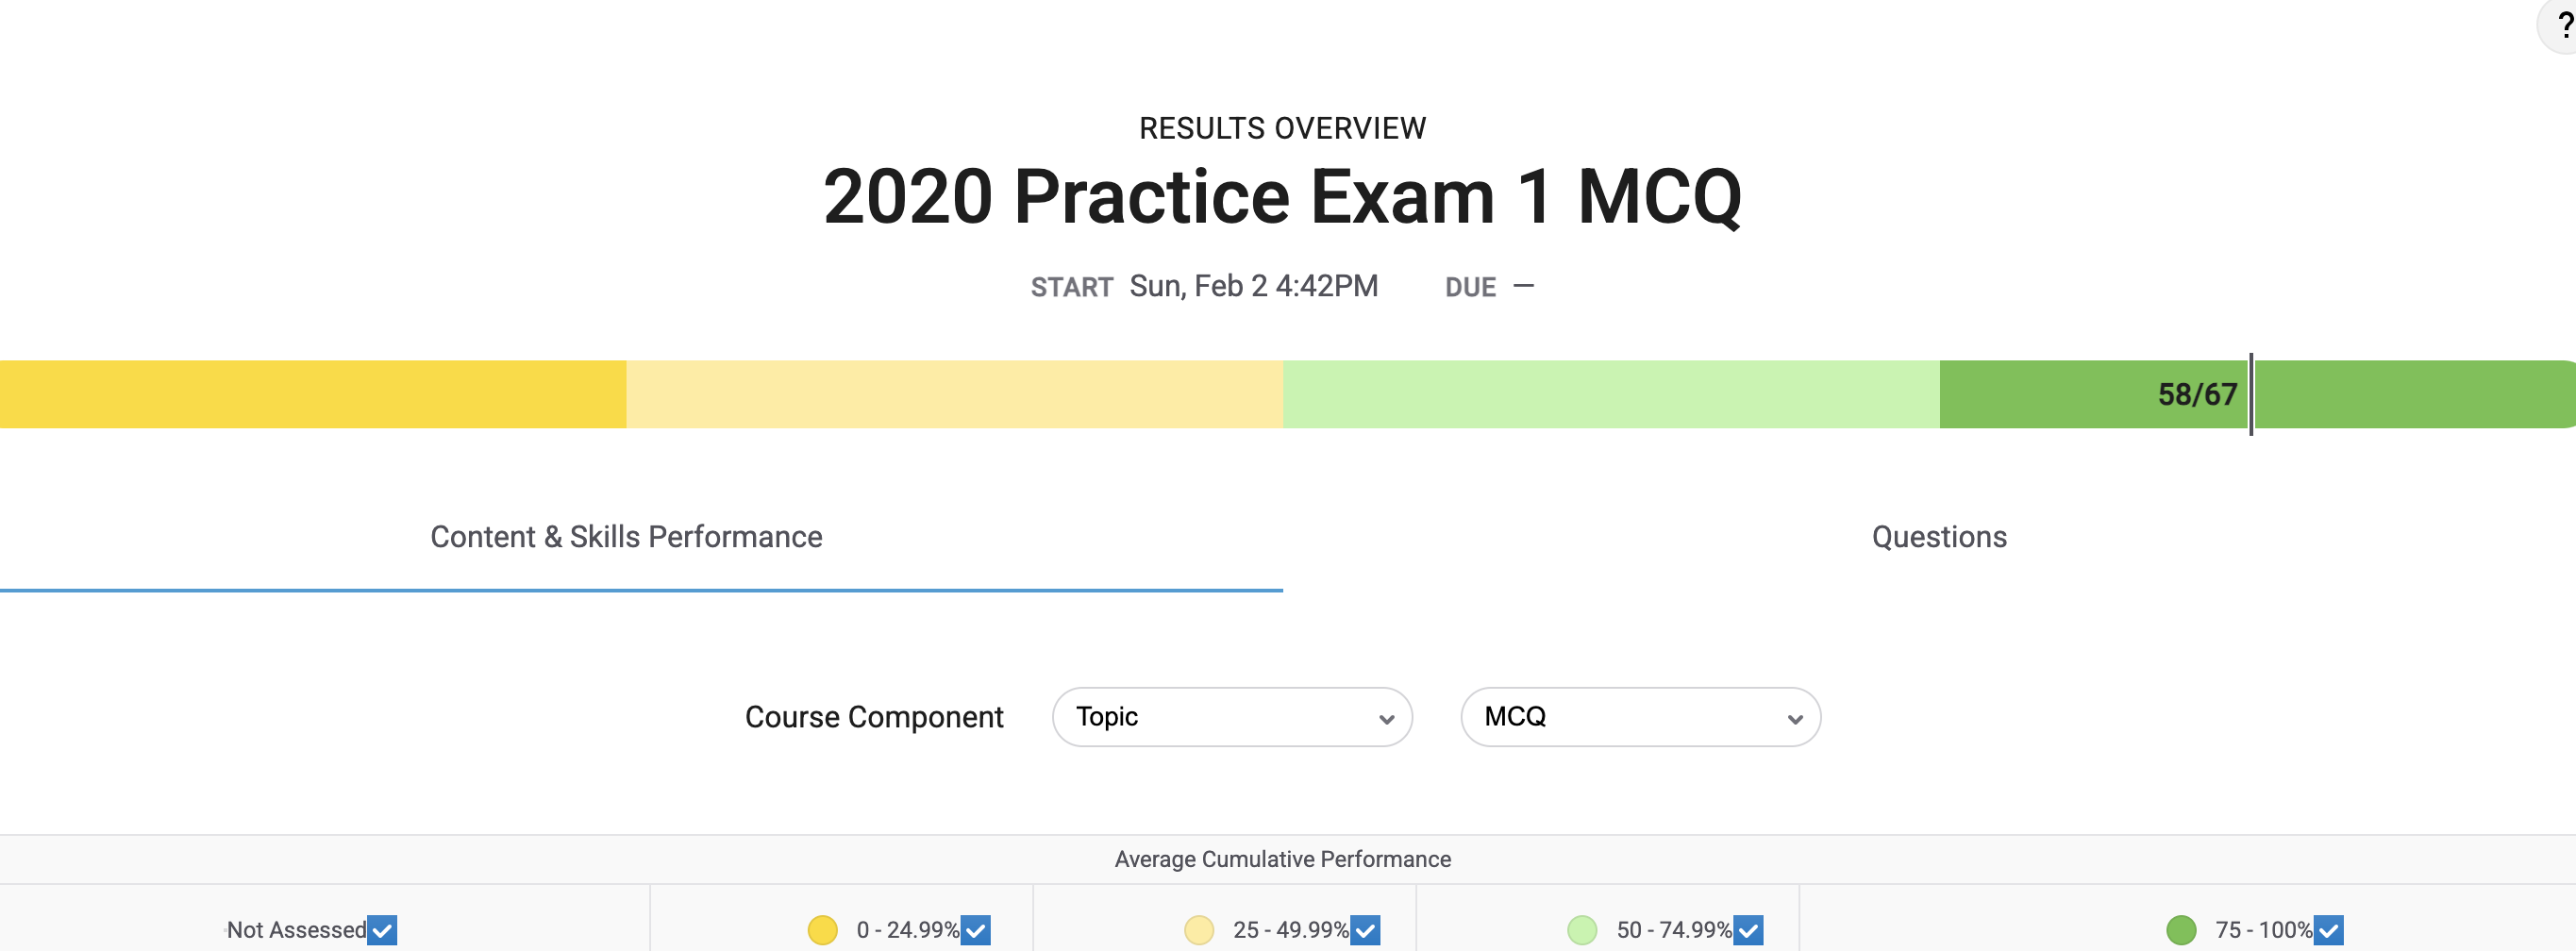 ?
RESULTS OVERVIEW
2020 Practice Exam 1 MCQ
START Sun, Feb 2 4:42PM DUE —
58/67
Content & Skills Performance Questions
Course Component Topic MCQ
Average Cumulative Performance
Not Assessed 0 - 24.99% 25 - 49.99% 50 - 74.99% 75 - 100%